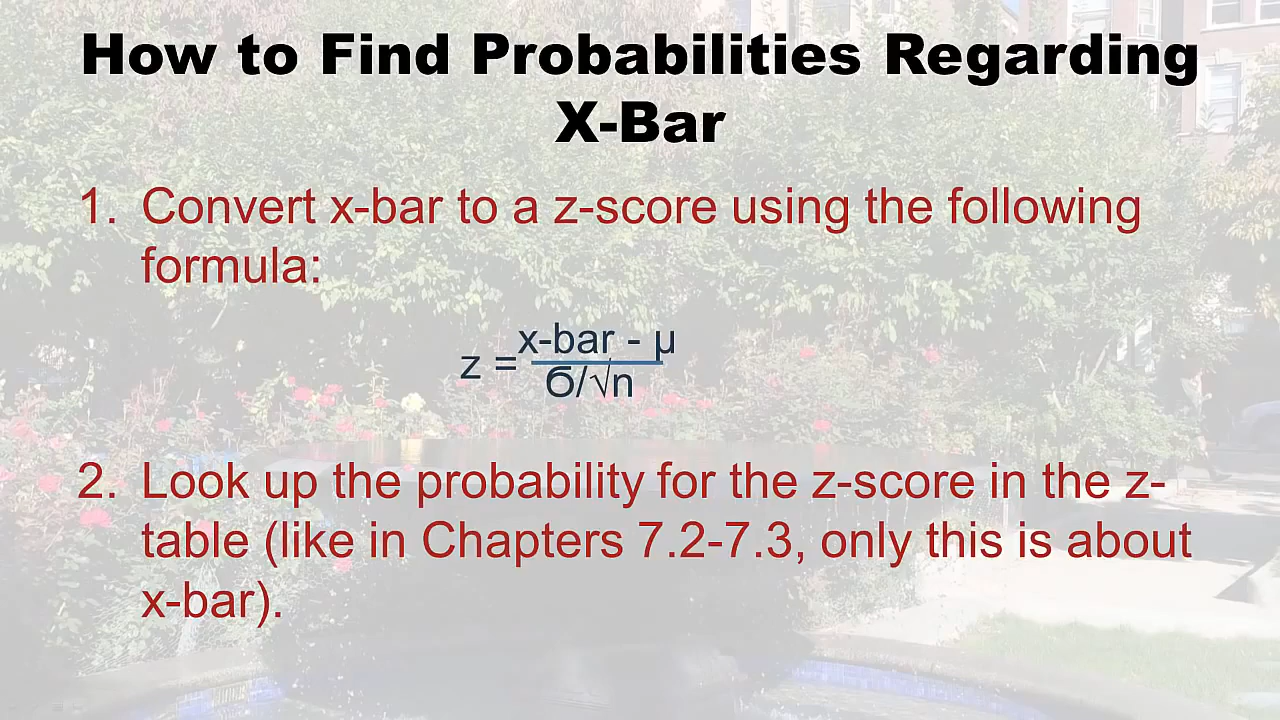 How to Find Probabilities Regarding
X-Bar
1. Convert x-bar to a z-score using the following
formula:
x-bar - µ
z =
Ϭ/√n
2. Look up the probability for the z-score in the z-
table (like in Chapters 7.2-7.3, only this is about
x-bar).